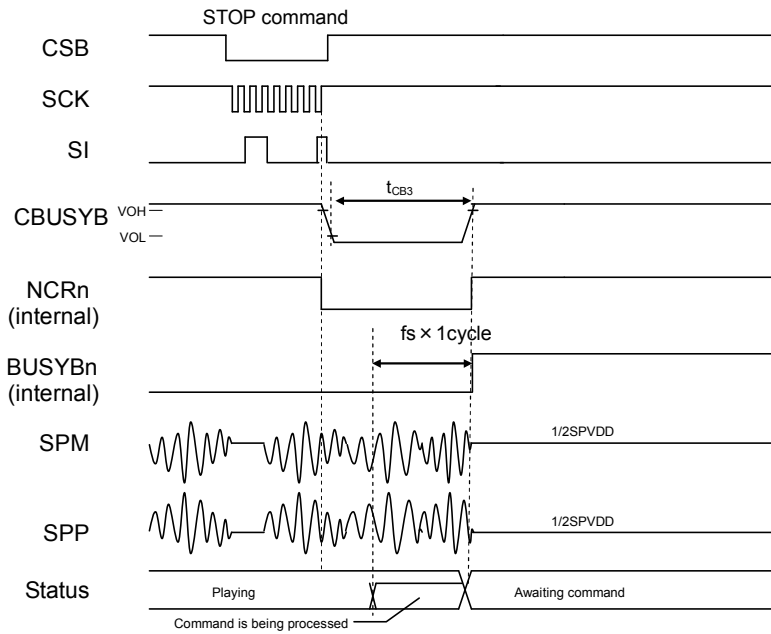 STOP command
CSB
SCK
SI
tCB3
CBUSYB
VOH
VOL
NCRn
(internal)
fs × 1cycle
BUSYBn
(internal)
SPM
1/2SPVDD
SPP
1/2SPVDD
Status
Playing
Awaiting command
Command is being processed